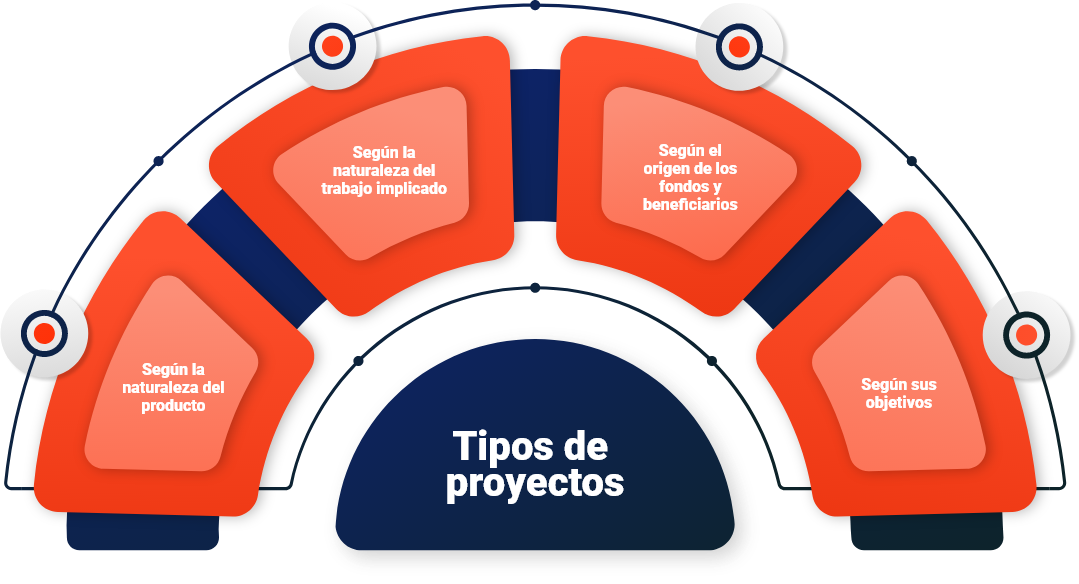 Según la
naturaleza del
producto
Según la
naturaleza del
trabajo implicado
Según el
origen de los
fondos y
beneficiarios
Según sus
objetivos
Tipos de
proyectos